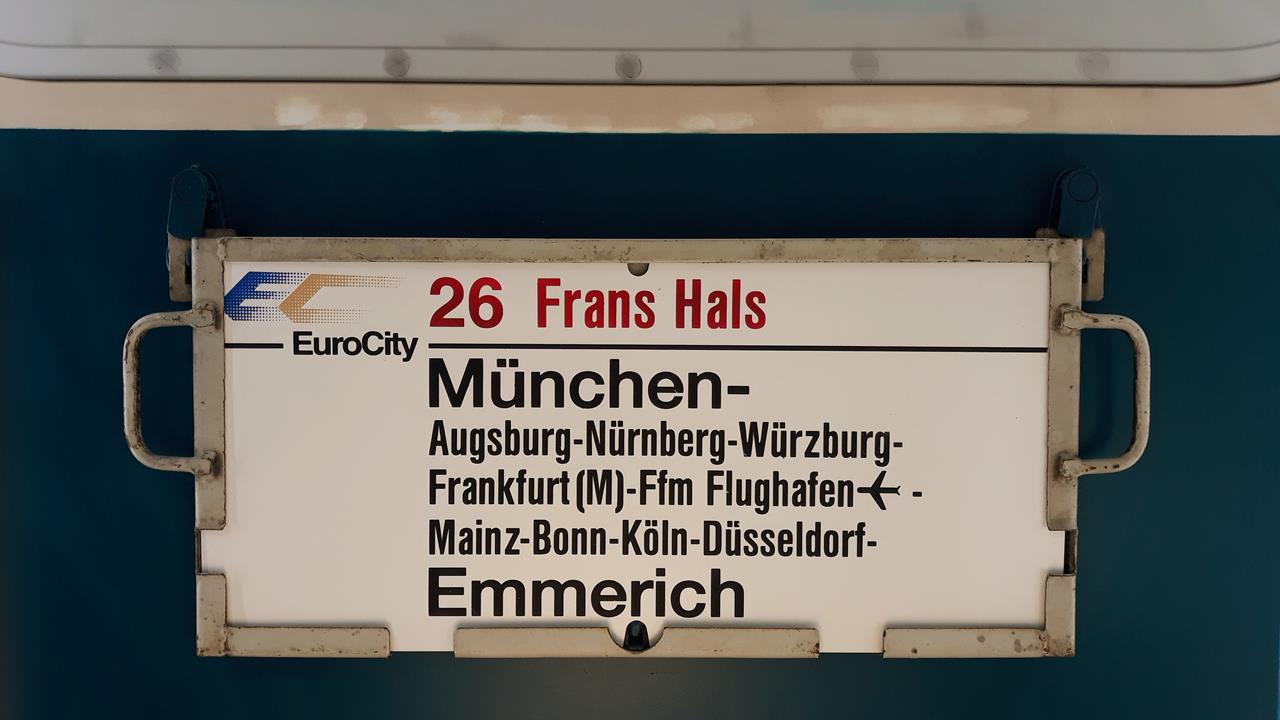 EC
26 Frans Hals
EuroCity
München-
Augsburg-Nürnberg-Würzburg-
Frankfurt(M)-Ffm Flughafen -
Mainz-Bonn-Köln-Düsseldorf-
Emmerich